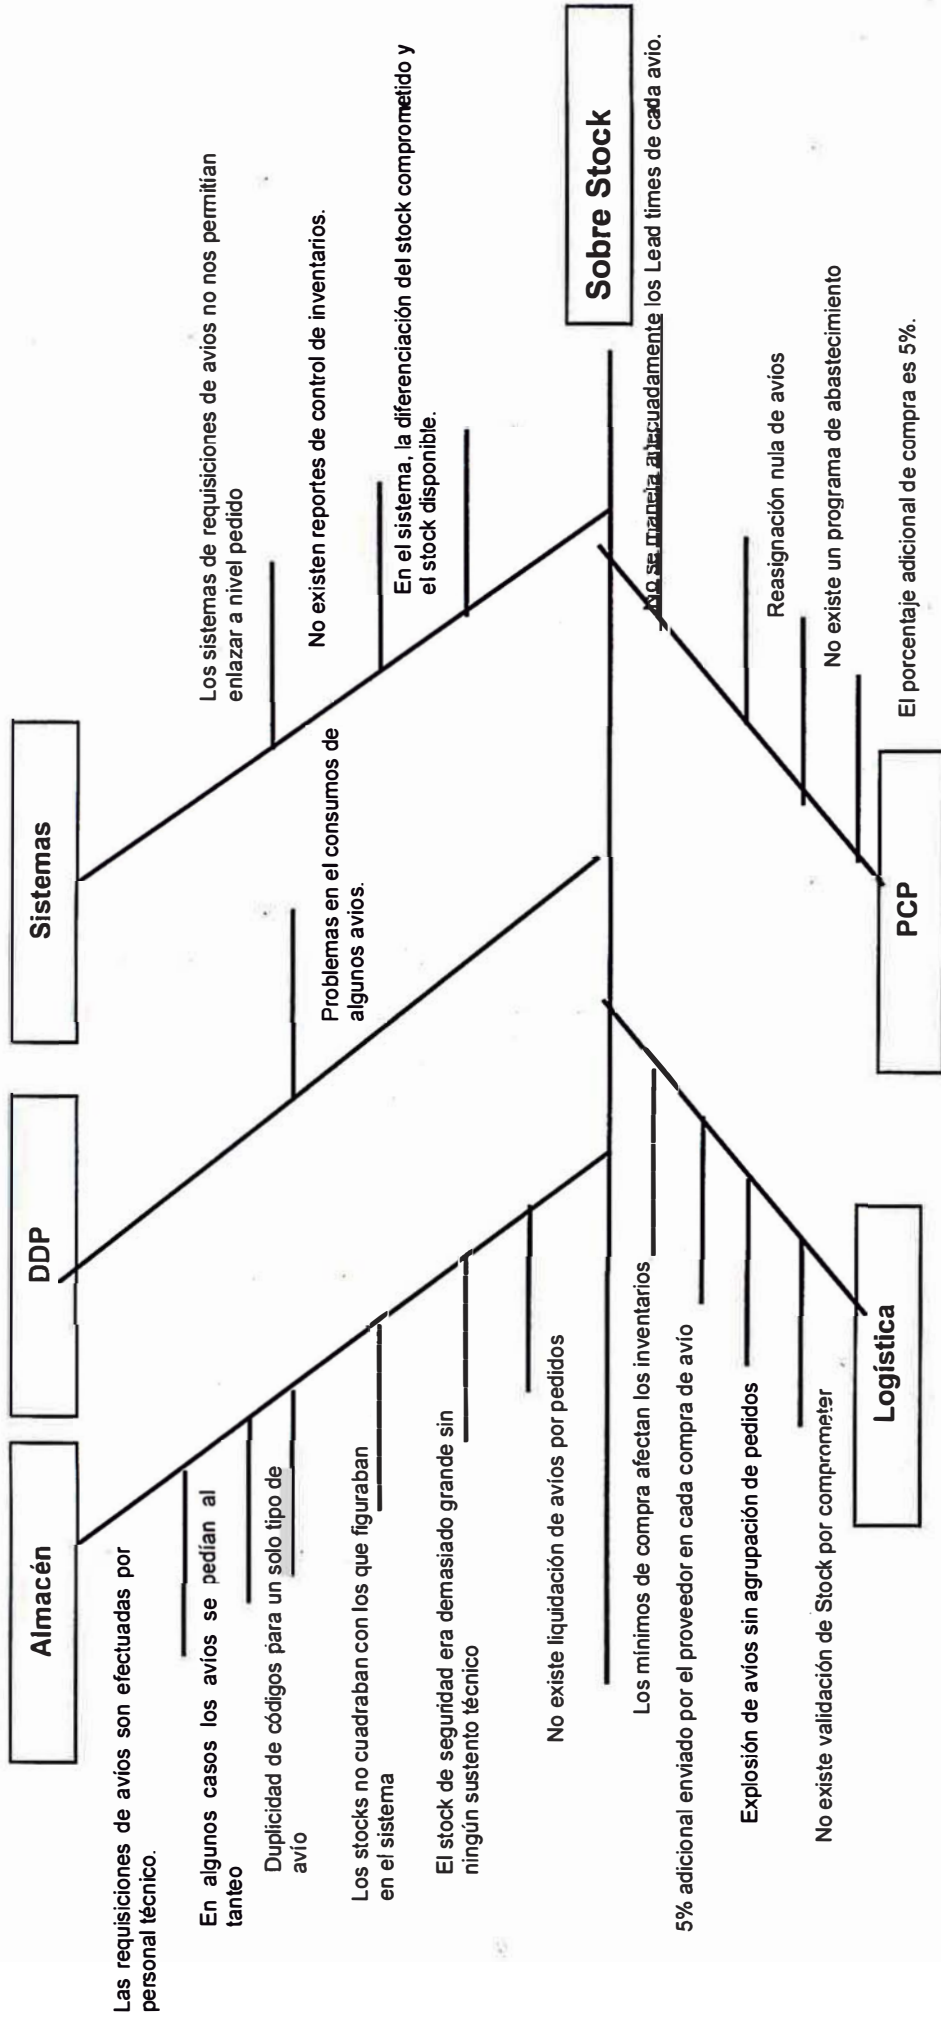 Almacén
DDP
Sistemas
Las requisiciones de avíos son efectuadas por
personal técnico.
En algunos casos los avíos se pedían al
tanteo
Duplicidad de códigos para un solo tipo de
avío
Los stocks no cuadraban con los que figuraban
en el sistema
El stock de seguridad era demasiado grande sin
ningún sustento técnico
No existe liquidación de avíos por pedidos
Problemas en el consumos de
algunos avios.
Los sistemas de requisiciones de avios no nos permitían
enlazar a nivel pedido
No existen reportes de control de inventarios.
En el sistema, la diferenciación del stock comprometido y
el stock disponible.
Sobre Stock
Los mínimos de compra afectan los inventarios
5% adicional enviado por el proveedor en cada compra de avío
Explosión de avíos sin agrupación de pedidos
No existe validación de Stock por comprometer
Logística
No se maneja adecuadamente los Lead times de cada avio.
Reasignación nula de avíos
No existe un programa de abastecimiento
El porcentaje adicional de compra es 5%.
PCP